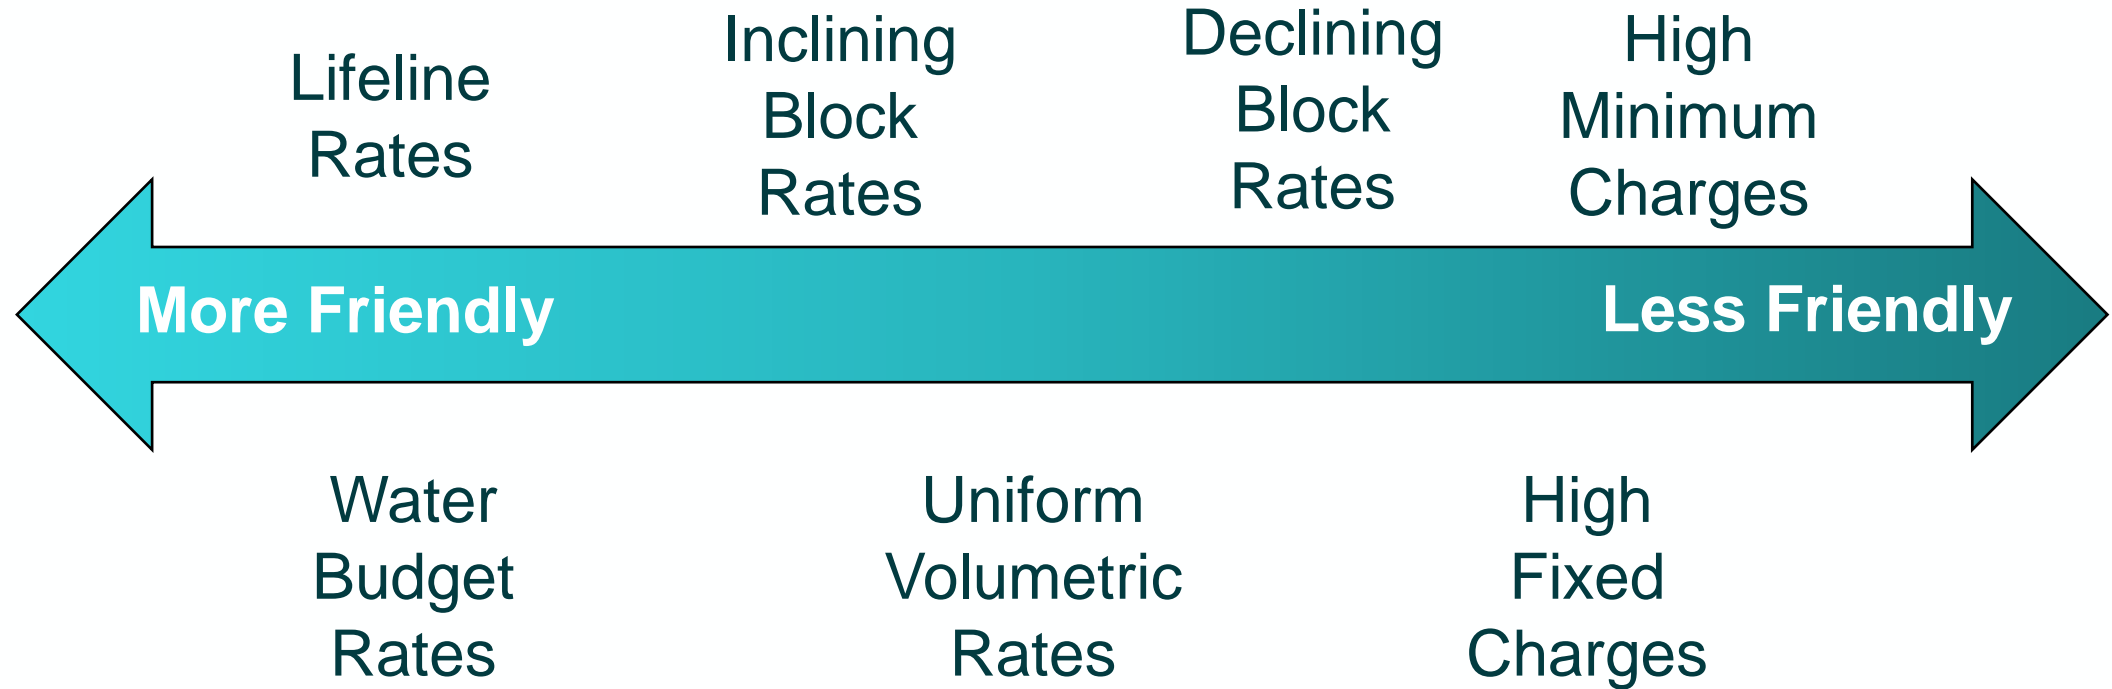 Lifeline
Rates
Inclining
Block
Rates
Declining
Block
Rates
High
Minimum
Charges
More Friendly
Less Friendly
Water
Budget
Rates
Uniform
Volumetric
Rates
High
Fixed
Charges